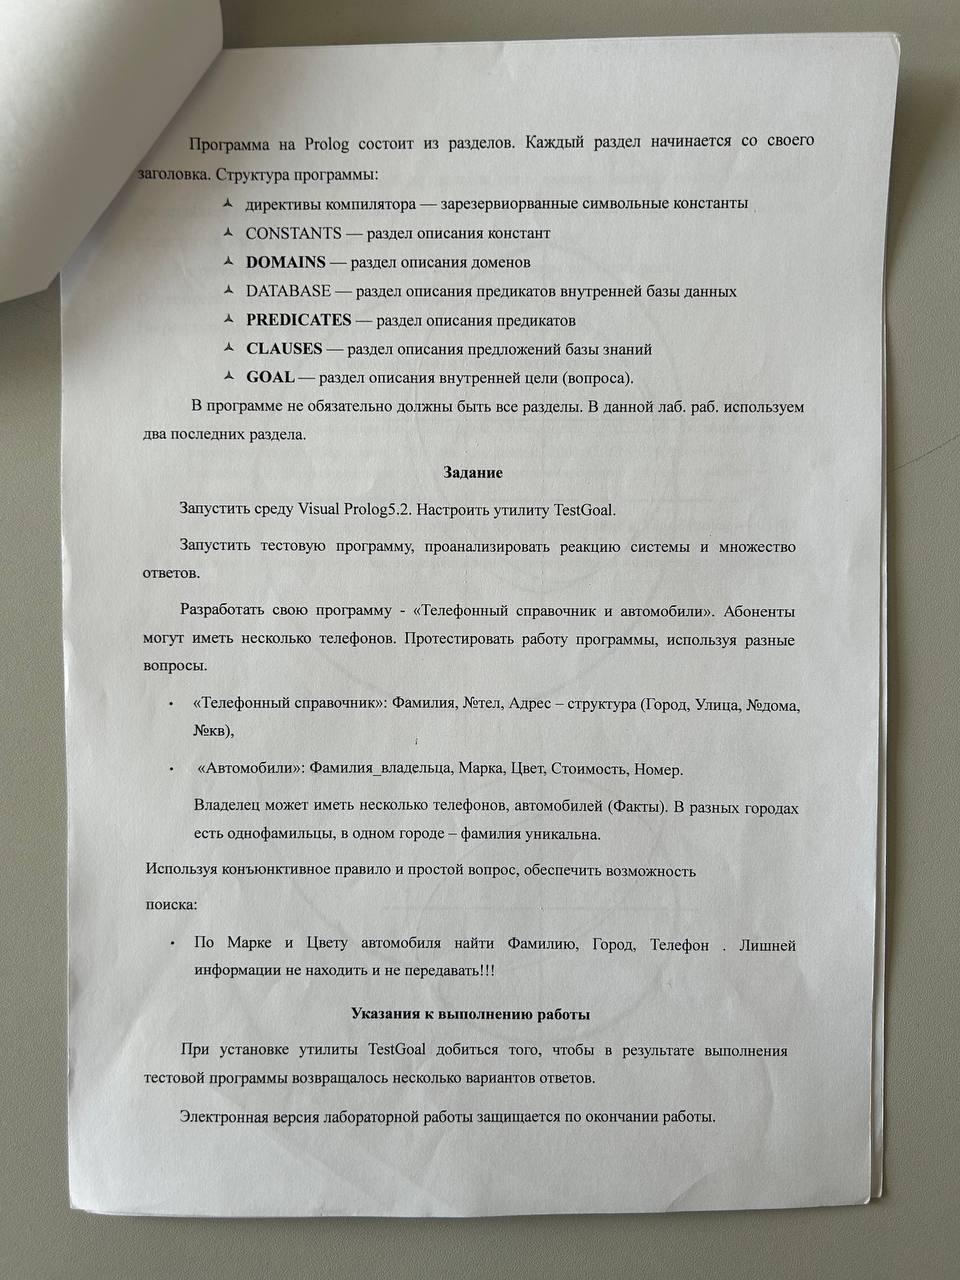 Программа на Prolog состоит из разделов. Каждый раздел начинается со своего
заголовка. Структура программы:
директивы компилятора — зарезервиорванные символьные константы
CONSTANTS — раздел описания констант
DOMAINS — раздел описания доменов
DATABASE — раздел описания предикатов внутренней базы данных
PREDICATES — раздел описания предикатов
CLAUSES — раздел описания предложений базы знаний
GOAL — раздел описания внутренней цели (вопроса).
В программе не обязательно должны быть все разделы. В данной лаб. раб. используем
два последних раздела.
Задание
Запустить среду Visual Prolog5.2. Настроить утилиту TestGoal.
Запустить тестовую программу, проанализировать реакцию системы и множество
ответов.
Разработать свою программу - «Телефонный справочник и автомобили». Абоненты
могут иметь несколько телефонов. Протестировать работу программы, используя разные
вопросы.
• «Телефонный справочник»: Фамилия, №тел, Адрес – структура (Город, Улица, №дома,
№кв),
• «Автомобили»: Фамилия_владельца, Марка, Цвет, Стоимость, Номер.
Владелец может иметь несколько телефонов, автомобилей (Факты). В разных городах
есть однофамильцы, в одном городе – фамилия уникальна.
Используя конъюнктивное правило и простой вопрос, обеспечить возможность
поиска:
• По Марке и Цвету автомобиля найти Фамилию, Город, Телефон . Лишней
информации не находить и не передавать!!!
Указания к выполнению работы
При установке утилиты TestGoal добиться того, чтобы в результате выполнения
тестовой программы возвращалось несколько вариантов ответов.
Электронная версия лабораторной работы защищается по окончании работы.